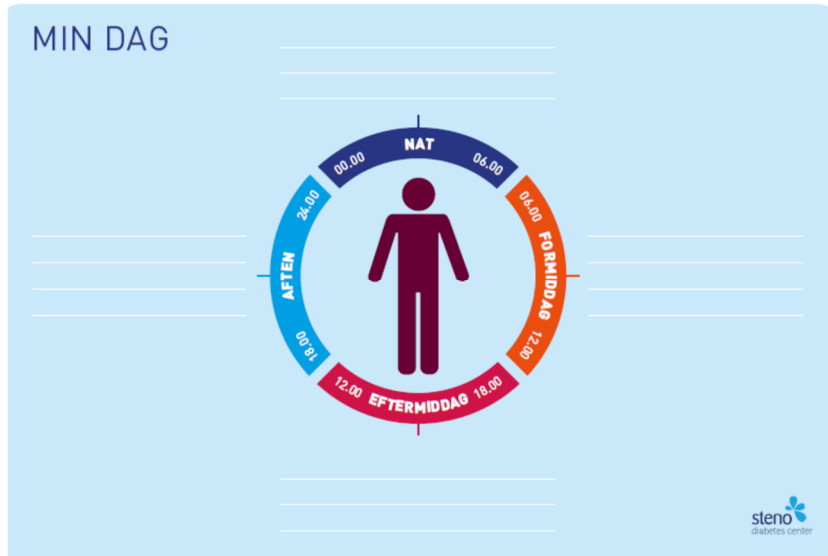 MIN DAG
NAT
00.00
06.00
06.00
FORMIDDAG
12.00
24.00
AFTEN
18.00
12.00
EFTERMIDDAG
18.00
steno
diabetes center